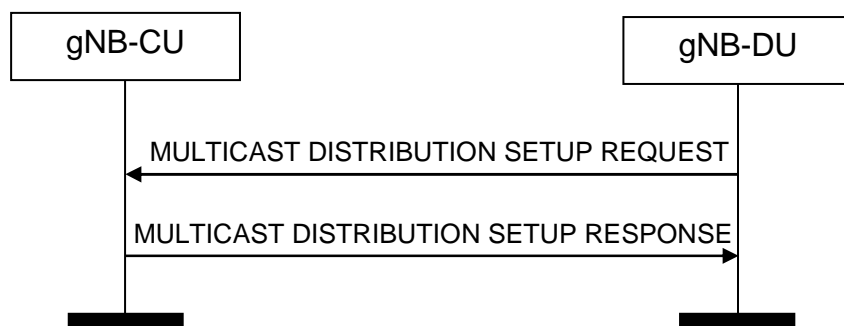 gNB-CU
gNB-DU
MULTICAST DISTRIBUTION SETUP REQUEST
MULTICAST DISTRIBUTION SETUP RESPONSE